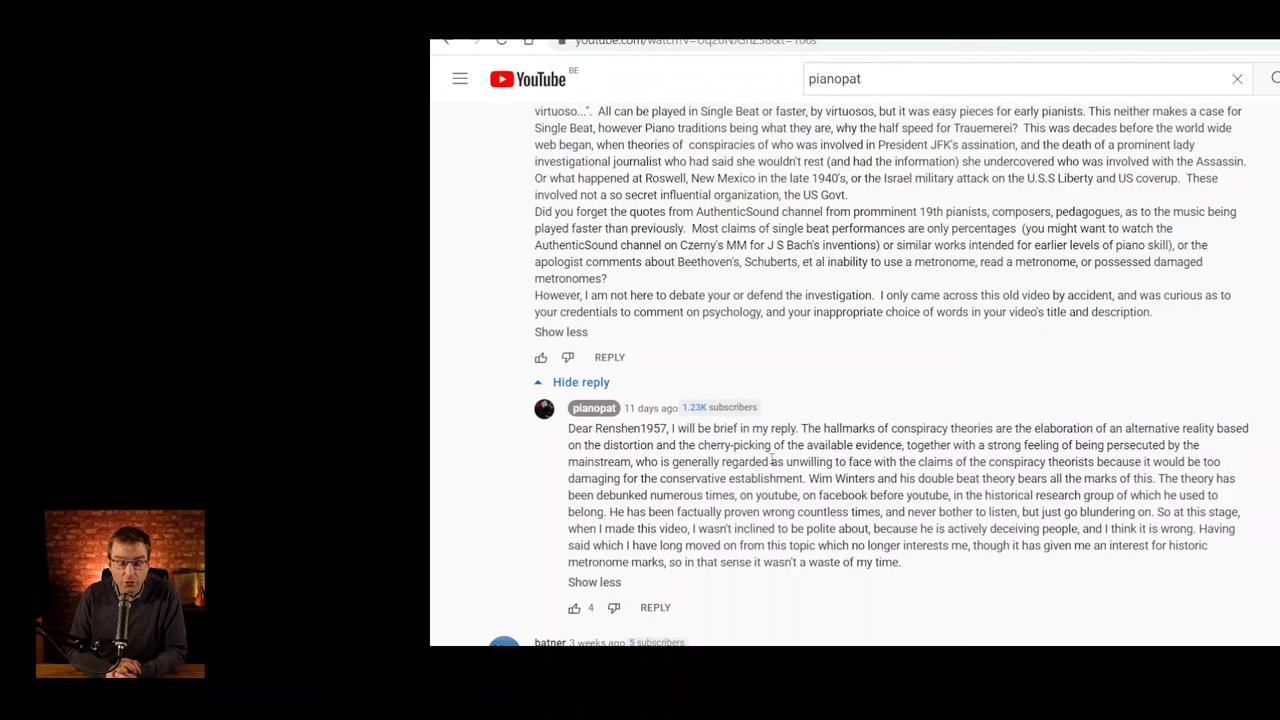 YouTube BE
pianopat
virtuoso...".  All can be played in Single Beat or faster, by virtuosos, but it was easy pieces for early pianists. This neither makes a case for
Single Beat, however Piano traditions being what they are, why the half speed for Trauemerei?  This was decades before the world wide
web began, when theories of  conspiracies of who was involved in President JFK's assination, and the death of a prominent lady
investigational journalist who had said she wouldn't rest (and had the information) she undercovered who was involved with the Assassin.
Or what happened at Roswell, New Mexico in the late 1940's, or the Israel military attack on the U.S.S Liberty and US coverup.  These
involved not a so secret influential organization, the US Govt.
Did you forget the quotes from AuthenticSound channel from promminent 19th pianists, composers, pedagogues, as to the music being
played faster than previously.  Most claims of single beat performances are only percentages  (you might want to watch the
AuthenticSound channel on Czerny's MM for J S Bach's inventions) or similar works intended for earlier levels of piano skill), or the
apologist comments about Beethoven's, Schuberts, et al inability to use a metronome, read a metronome, or possessed damaged
metronomes?
However, I am not here to debate your or defend the investigation.  I only came across this old video by accident, and was curious as to
your credentials to comment on psychology, and your inappropriate choice of words in your video's title and description.
Show less
REPLY
Hide reply
pianopat 11 days ago 1.23K subscribers
Dear Renshen1957, I will be brief in my reply. The hallmarks of conspiracy theories are the elaboration of an alternative reality based
on the distortion and the cherry-picking of the available evidence, together with a strong feeling of being persecuted by the
mainstream, who is generally regarded as unwilling to face with the claims of the conspiracy theorists because it would be too
damaging for the conservative establishment. Wim Winters and his double beat theory bears all the marks of this. The theory has
been debunked numerous times, on youtube, on facebook before youtube, in the historical research group of which he used to
belong. He has been factually proven wrong countless times, and never bother to listen, but just go blundering on. So at this stage,
when I made this video, I wasn't inclined to be polite about, because he is actively deceiving people, and I think it is wrong. Having
said which I have long moved on from this topic which no longer interests me, though it has given me an interest for historic
metronome marks, so in that sense it wasn't a waste of my time.
Show less
4 REPLY
batner 3 weeks ago 5 subscribers